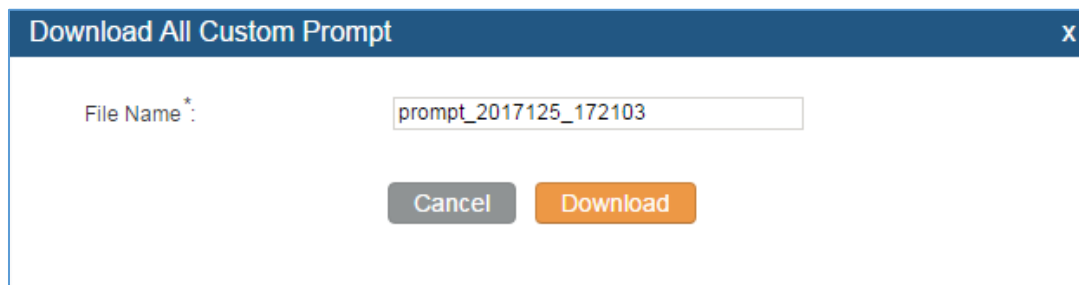 Download All Custom Prompt x
File Name*: prompt_2017125_172103
Cancel Download